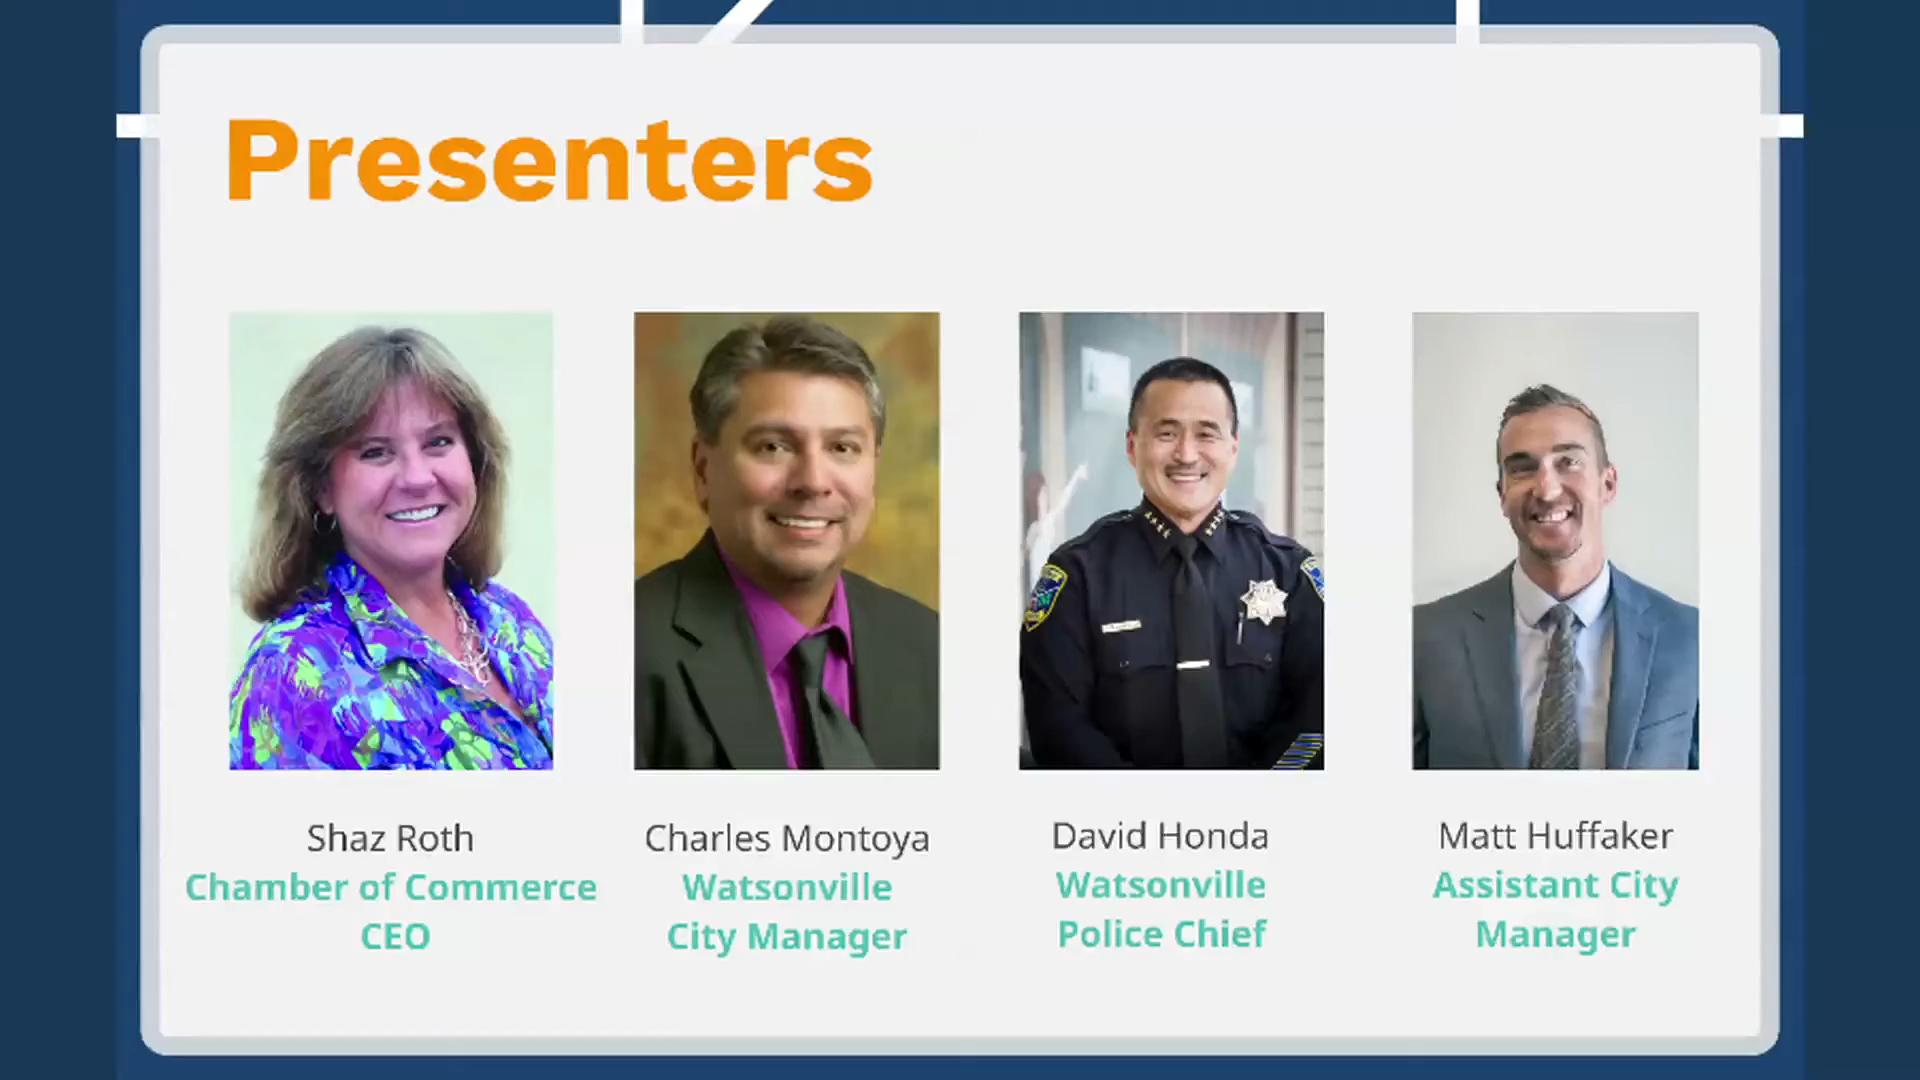 Presenters
Shaz Roth
Chamber of Commerce
CEO
Charles Montoya
Watsonville
City Manager
David Honda
Watsonville
Police Chief
Matt Huffaker
Assistant City
Manager